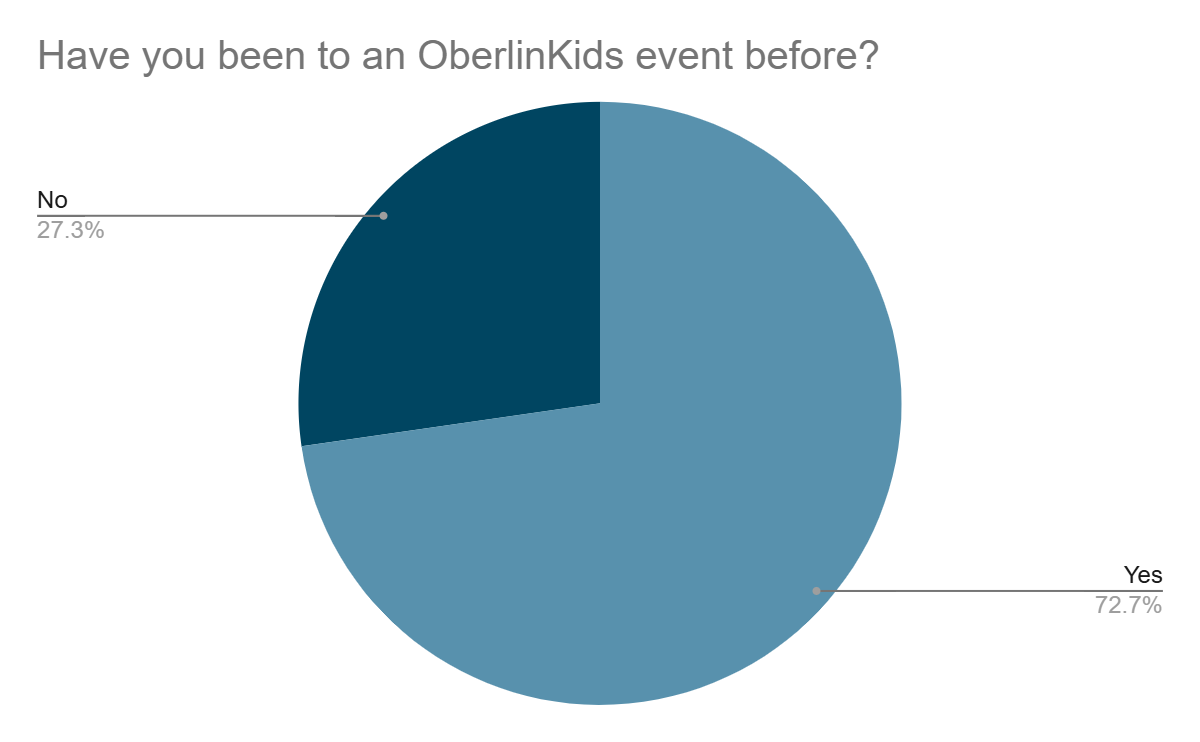 Have you been to an OberlinKids event before?
No
27.3%
Yes
72.7%